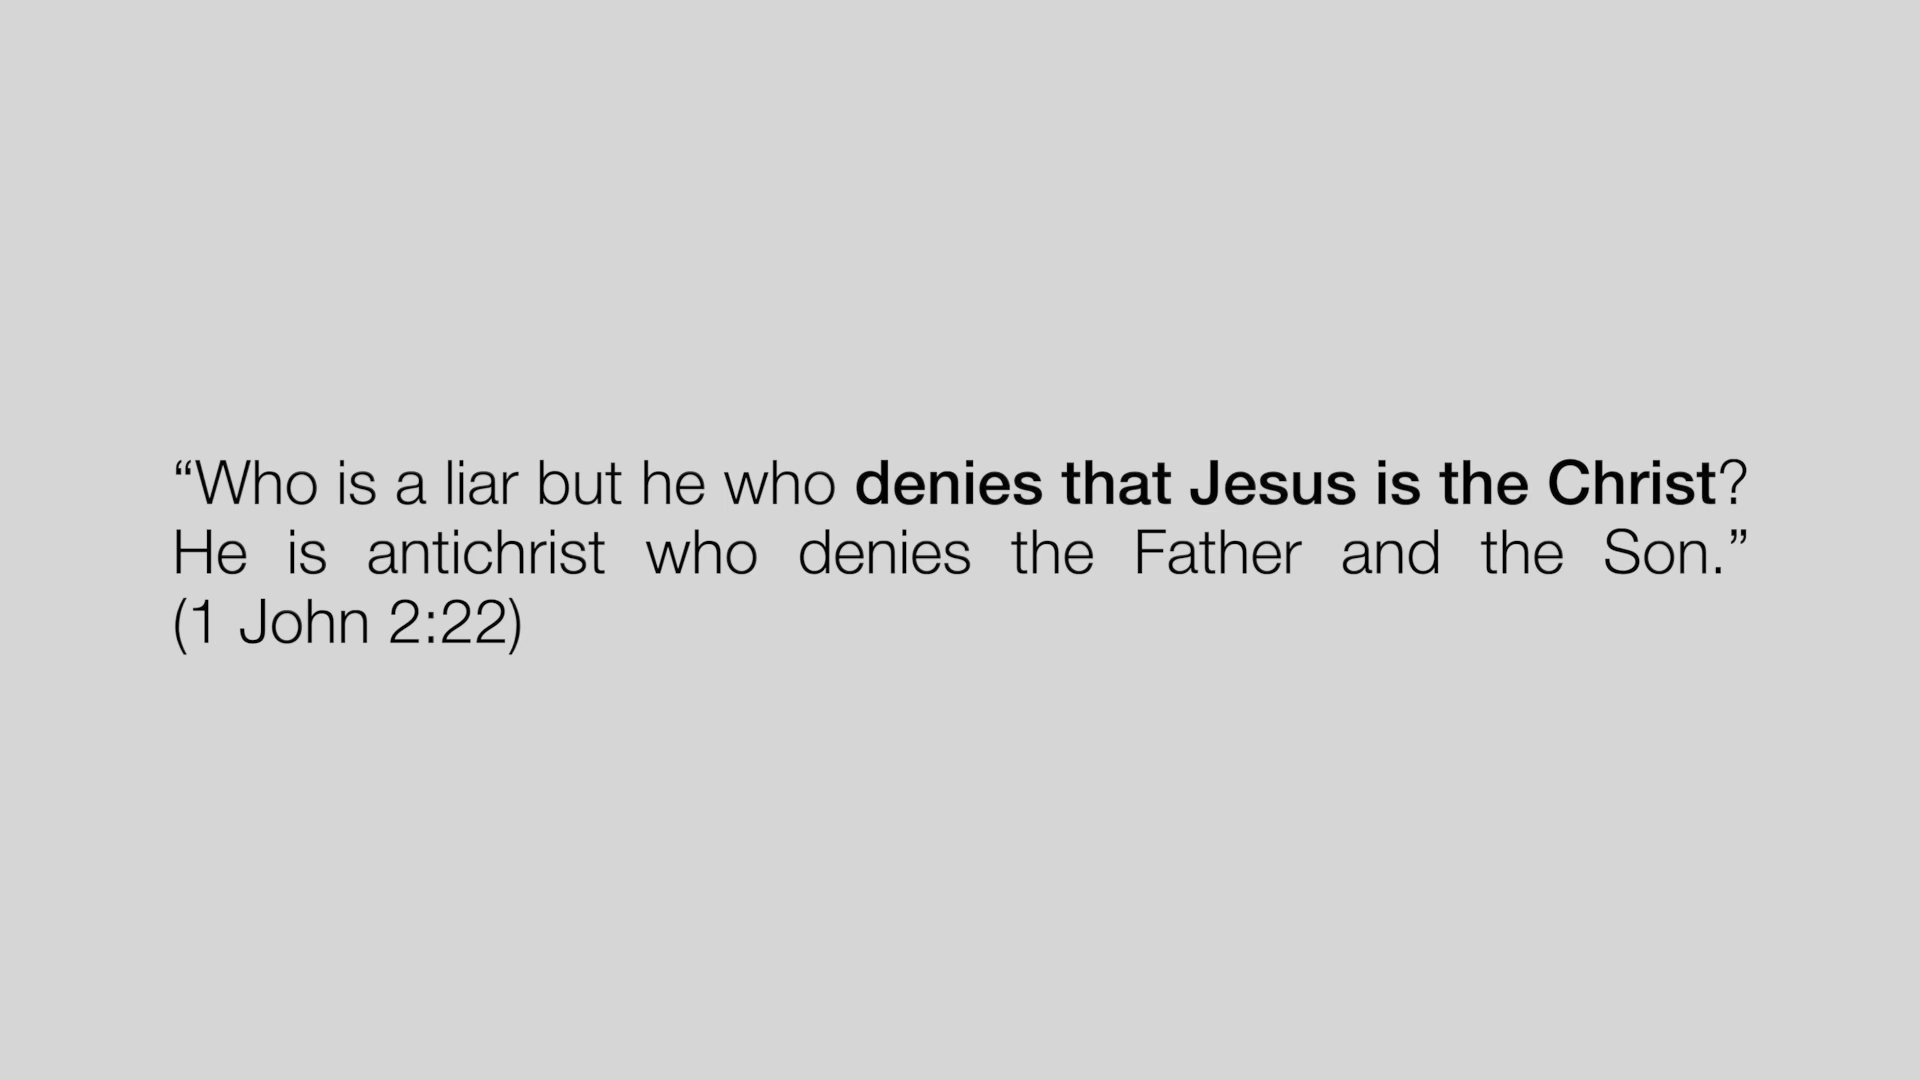 “Who is a liar but he who denies that Jesus is the Christ?
He is antichrist who denies the Father and the Son.”
(1 John 2:22)